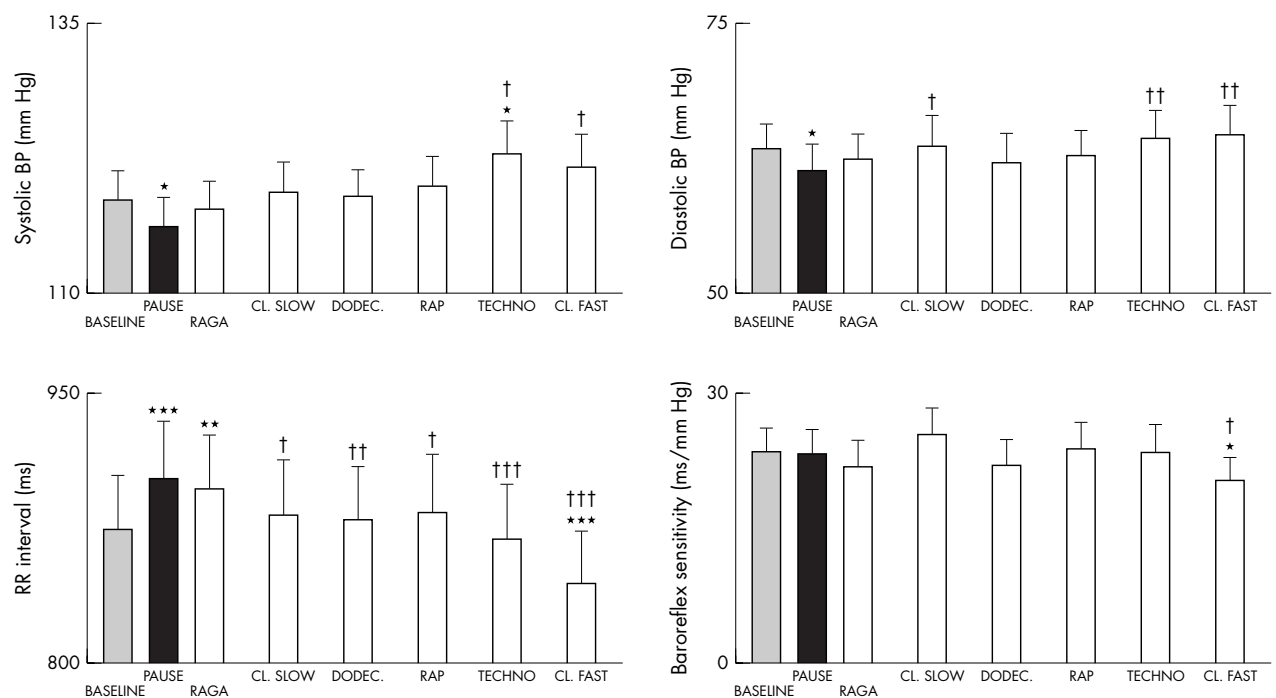 135
Systolic BP (mm Hg)
†
★
†
★
110
PAUSE CL. SLOW DODEC. RAP TECHNO CL. FAST
BASELINE RAGA
75
Diastolic BP (mm Hg)
★
†
††
††
50
PAUSE CL. SLOW DODEC. RAP TECHNO CL. FAST
BASELINE RAGA
950
RR interval (ms)
★★★
★★
†
††
†
†††
†††
★★★
800
PAUSE CL. SLOW DODEC. RAP TECHNO CL. FAST
BASELINE RAGA
30
Baroreflex sensitivity (ms/mm Hg)
†
★
0
PAUSE CL. SLOW DODEC. RAP TECHNO CL. FAST
BASELINE RAGA